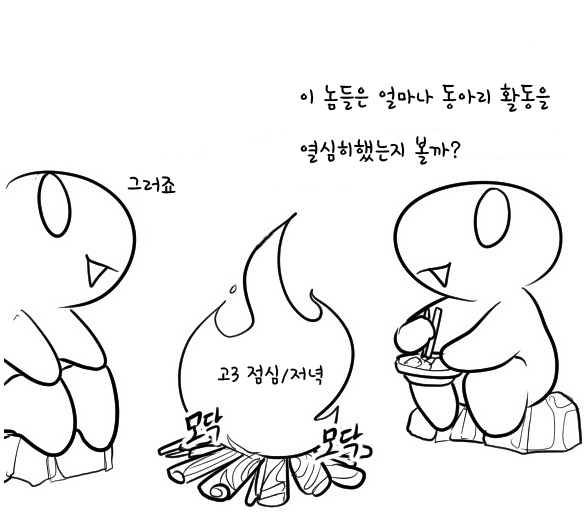 이 놈들은 얼마나 동아리 활동을
열심히했는지 볼까?
그러죠
고3 점심/저녁
모닥
모닥